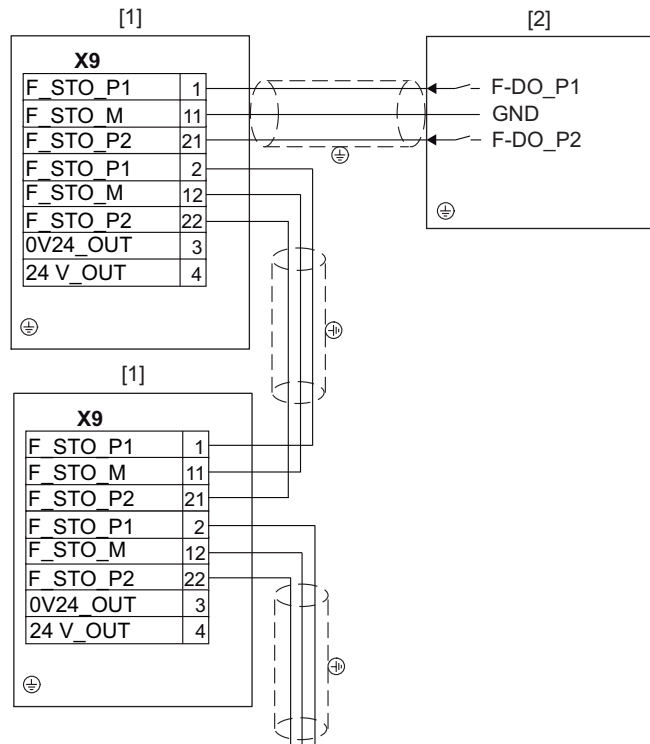 [1]
[2]
X9
F_STO_P1 1
F_STO_M 11
F_STO_P2 21
F_STO_P1 2
F_STO_M 12
F_STO_P2 22
0V24_OUT 3
24 V_OUT 4
F-DO_P1
GND
F-DO_P2
[1]
X9
F_STO_P1 1
F_STO_M 11
F_STO_P2 21
F_STO_P1 2
F_STO_M 12
F_STO_P2 22
0V24_OUT 3
24 V_OUT 4